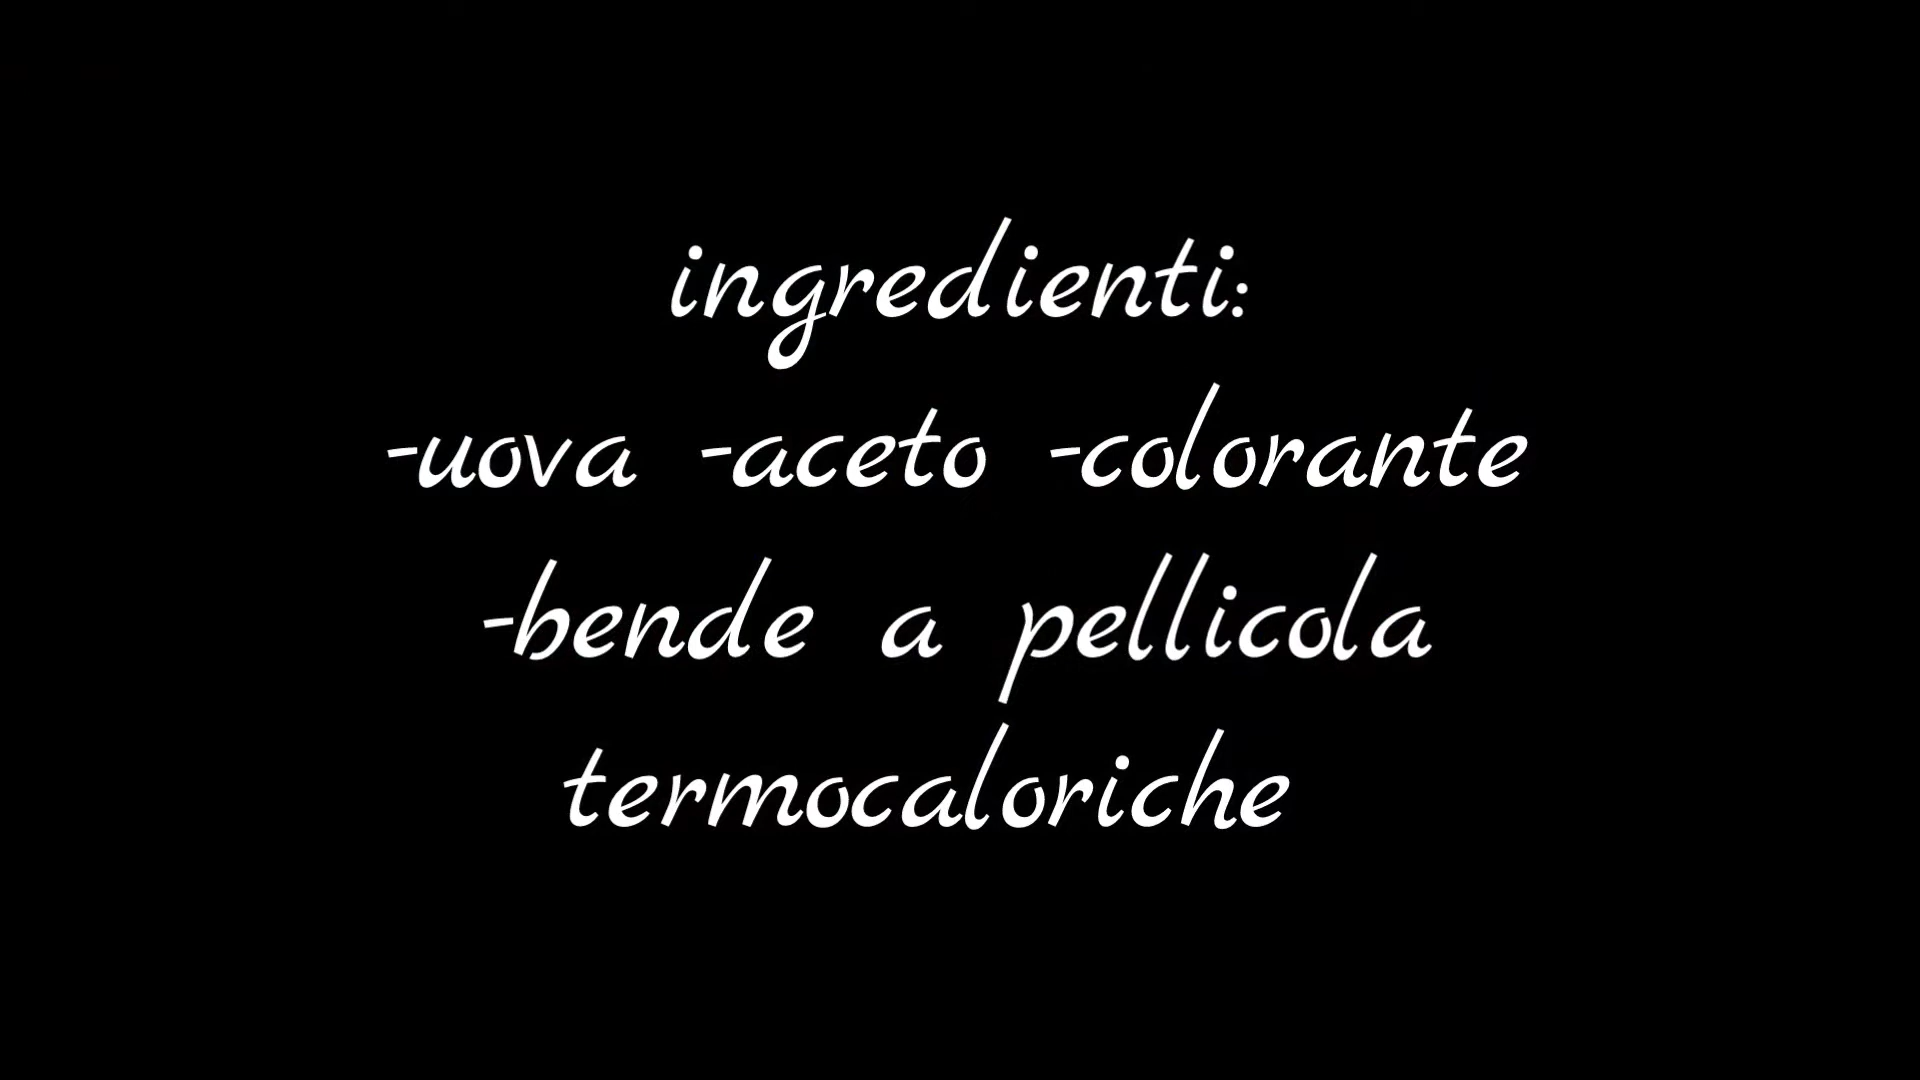 ingredienti:
-uova -aceto -colorante
-bende a pellicola
termocaloriche